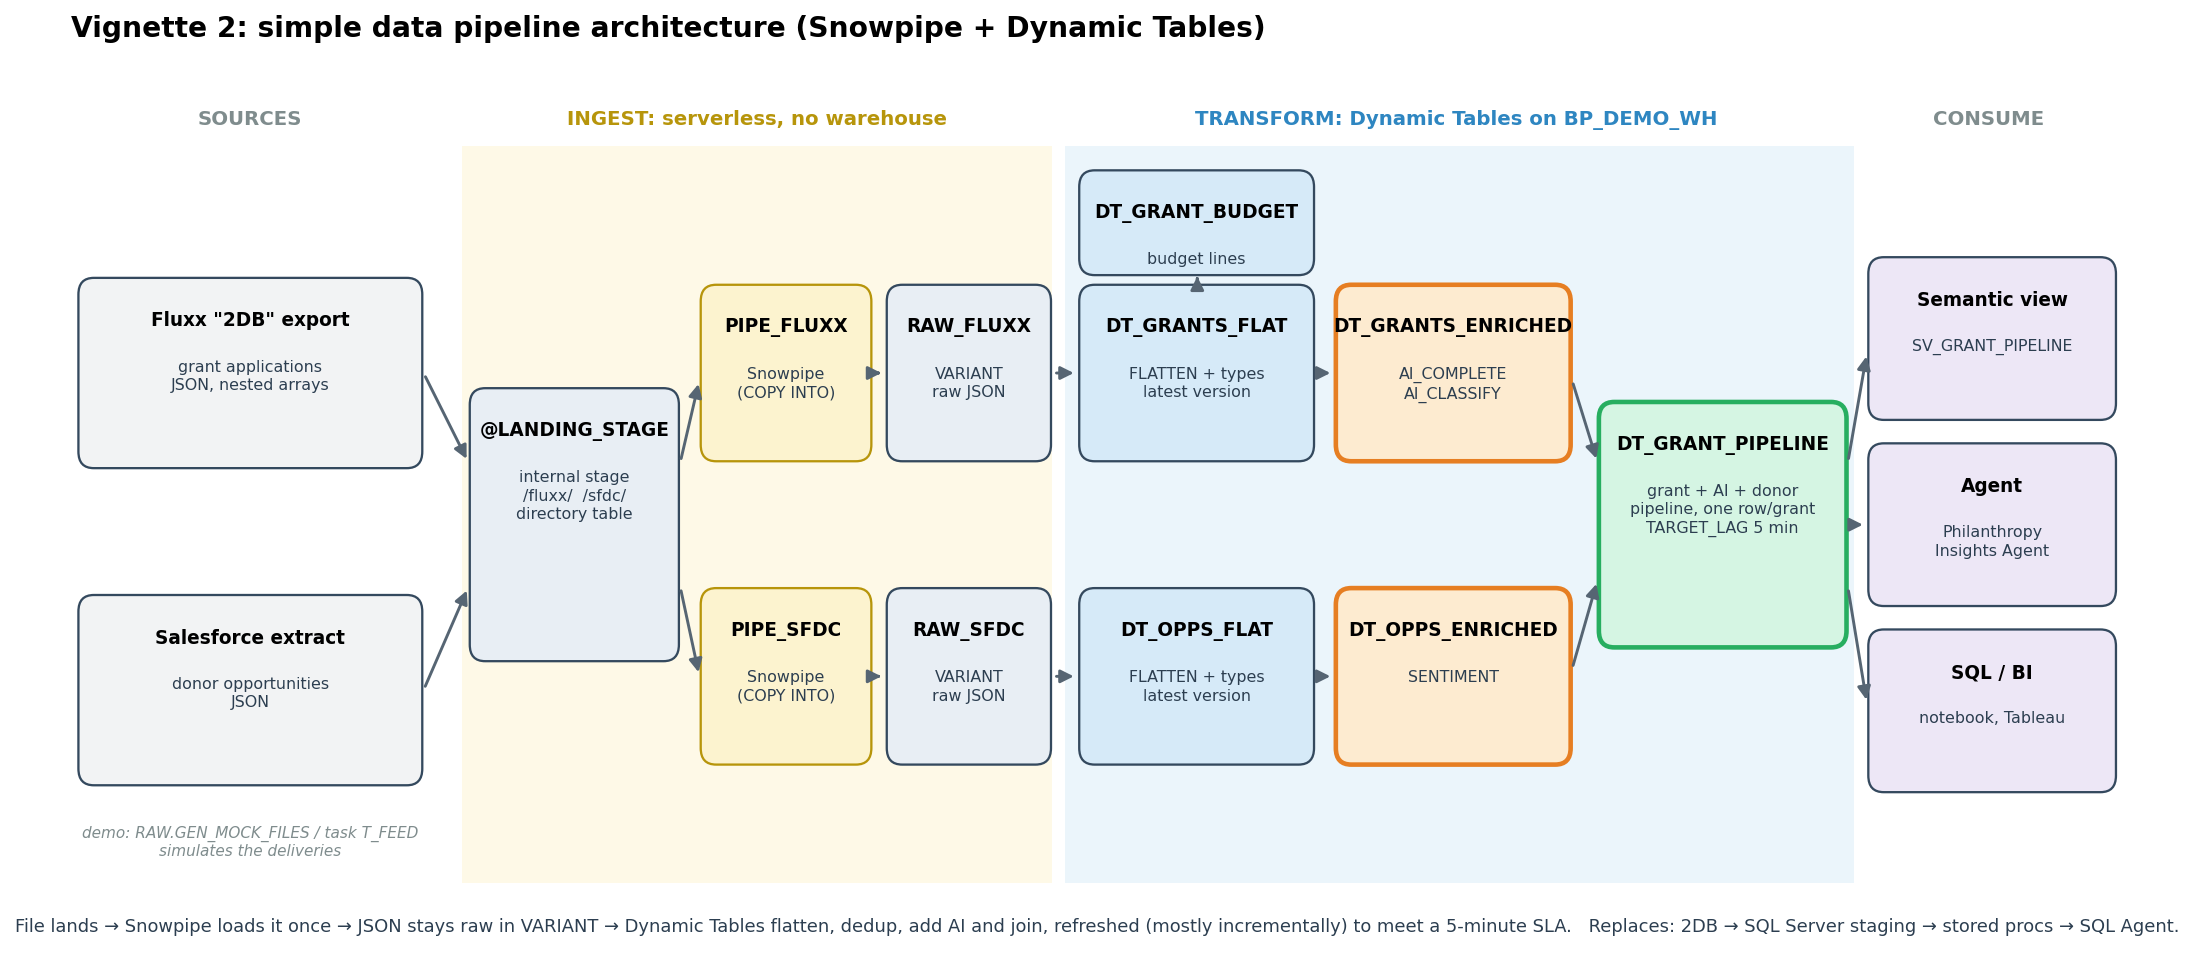 Vignette 2: simple data pipeline architecture (Snowpipe + Dynamic Tables)
SOURCES
INGEST: serverless, no warehouse
TRANSFORM: Dynamic Tables on BP_DEMO_WH
CONSUME
Fluxx "2DB" export
grant applications
JSON, nested arrays
Salesforce extract
donor opportunities
JSON
demo: RAW.GEN_MOCK_FILES / task T_FEED
simulates the deliveries
@LANDING_STAGE
internal stage
/fluxx/  /sfdc/
directory table
PIPE_FLUXX
Snowpipe
(COPY INTO)
RAW_FLUXX
VARIANT
raw JSON
PIPE_SFDC
Snowpipe
(COPY INTO)
RAW_SFDC
VARIANT
raw JSON
DT_GRANT_BUDGET
budget lines
DT_GRANTS_FLAT
FLATTEN + types
latest version
DT_GRANTS_ENRICHED
AI_COMPLETE
AI_CLASSIFY
DT_OPPS_FLAT
FLATTEN + types
latest version
DT_OPPS_ENRICHED
SENTIMENT
DT_GRANT_PIPELINE
grant + AI + donor
pipeline, one row/grant
TARGET_LAG 5 min
Semantic view
SV_GRANT_PIPELINE
Agent
Philanthropy
Insights Agent
SQL / BI
notebook, Tableau
File lands → Snowpipe loads it once → JSON stays raw in VARIANT → Dynamic Tables flatten, dedup, add AI and join, refreshed (mostly incrementally) to meet a 5-minute SLA.   Replaces: 2DB → SQL Server staging → stored procs → SQL Agent.